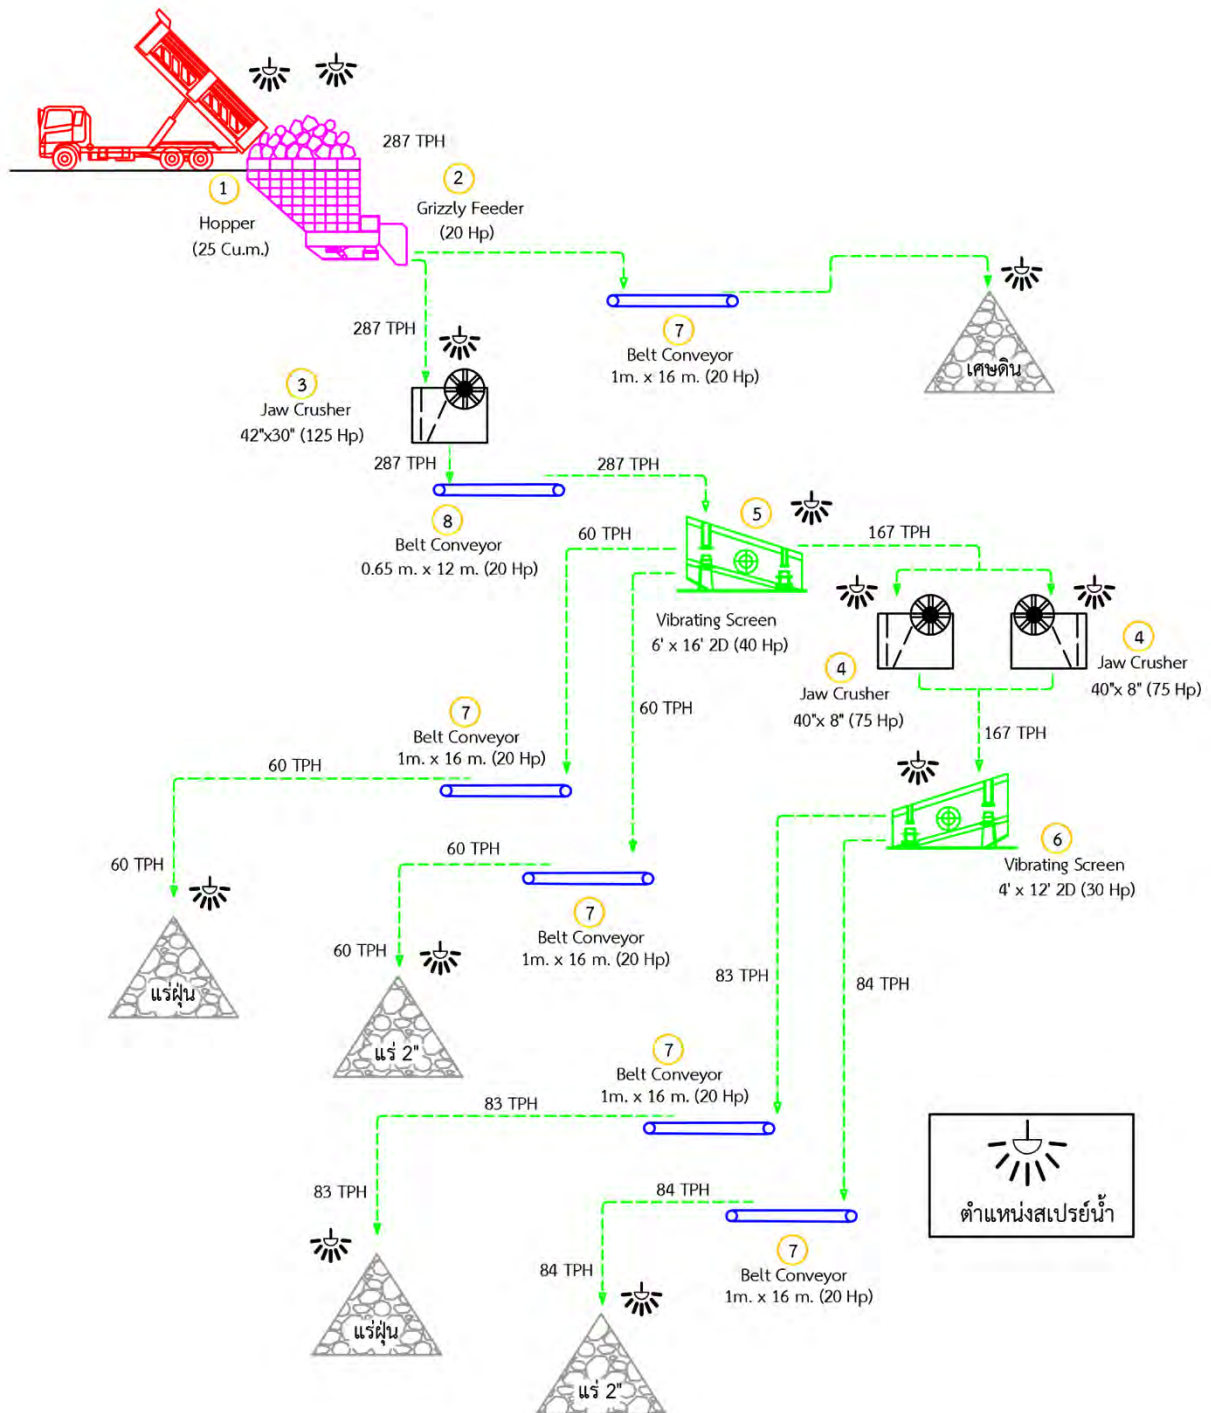 287 TPH
1
Hopper
(25 Cu.m.)
2
Grizzly Feeder
(20 Hp)
287 TPH
7
Belt Conveyor
1m. x 16 m. (20 Hp)
เศษดิน
3
Jaw Crusher
42"x30" (125 Hp)
287 TPH
287 TPH
8
Belt Conveyor
0.65 m. x 12 m. (20 Hp)
5
60 TPH
167 TPH
Vibrating Screen
6' x 16' 2D (40 Hp)
4
Jaw Crusher
40"x 8" (75 Hp)
4
Jaw Crusher
40"x 8" (75 Hp)
60 TPH
167 TPH
7
Belt Conveyor
1m. x 16 m. (20 Hp)
60 TPH
6
Vibrating Screen
4' x 12' 2D (30 Hp)
60 TPH
60 TPH
7
Belt Conveyor
1m. x 16 m. (20 Hp)
60 TPH
83 TPH
84 TPH
แร่ฝุ่น
แร่ 2"
7
Belt Conveyor
1m. x 16 m. (20 Hp)
83 TPH
83 TPH
84 TPH
7
Belt Conveyor
1m. x 16 m. (20 Hp)
84 TPH
แร่ฝุ่น
แร่ 2"
ตำแหน่งสเปรย์น้ำ